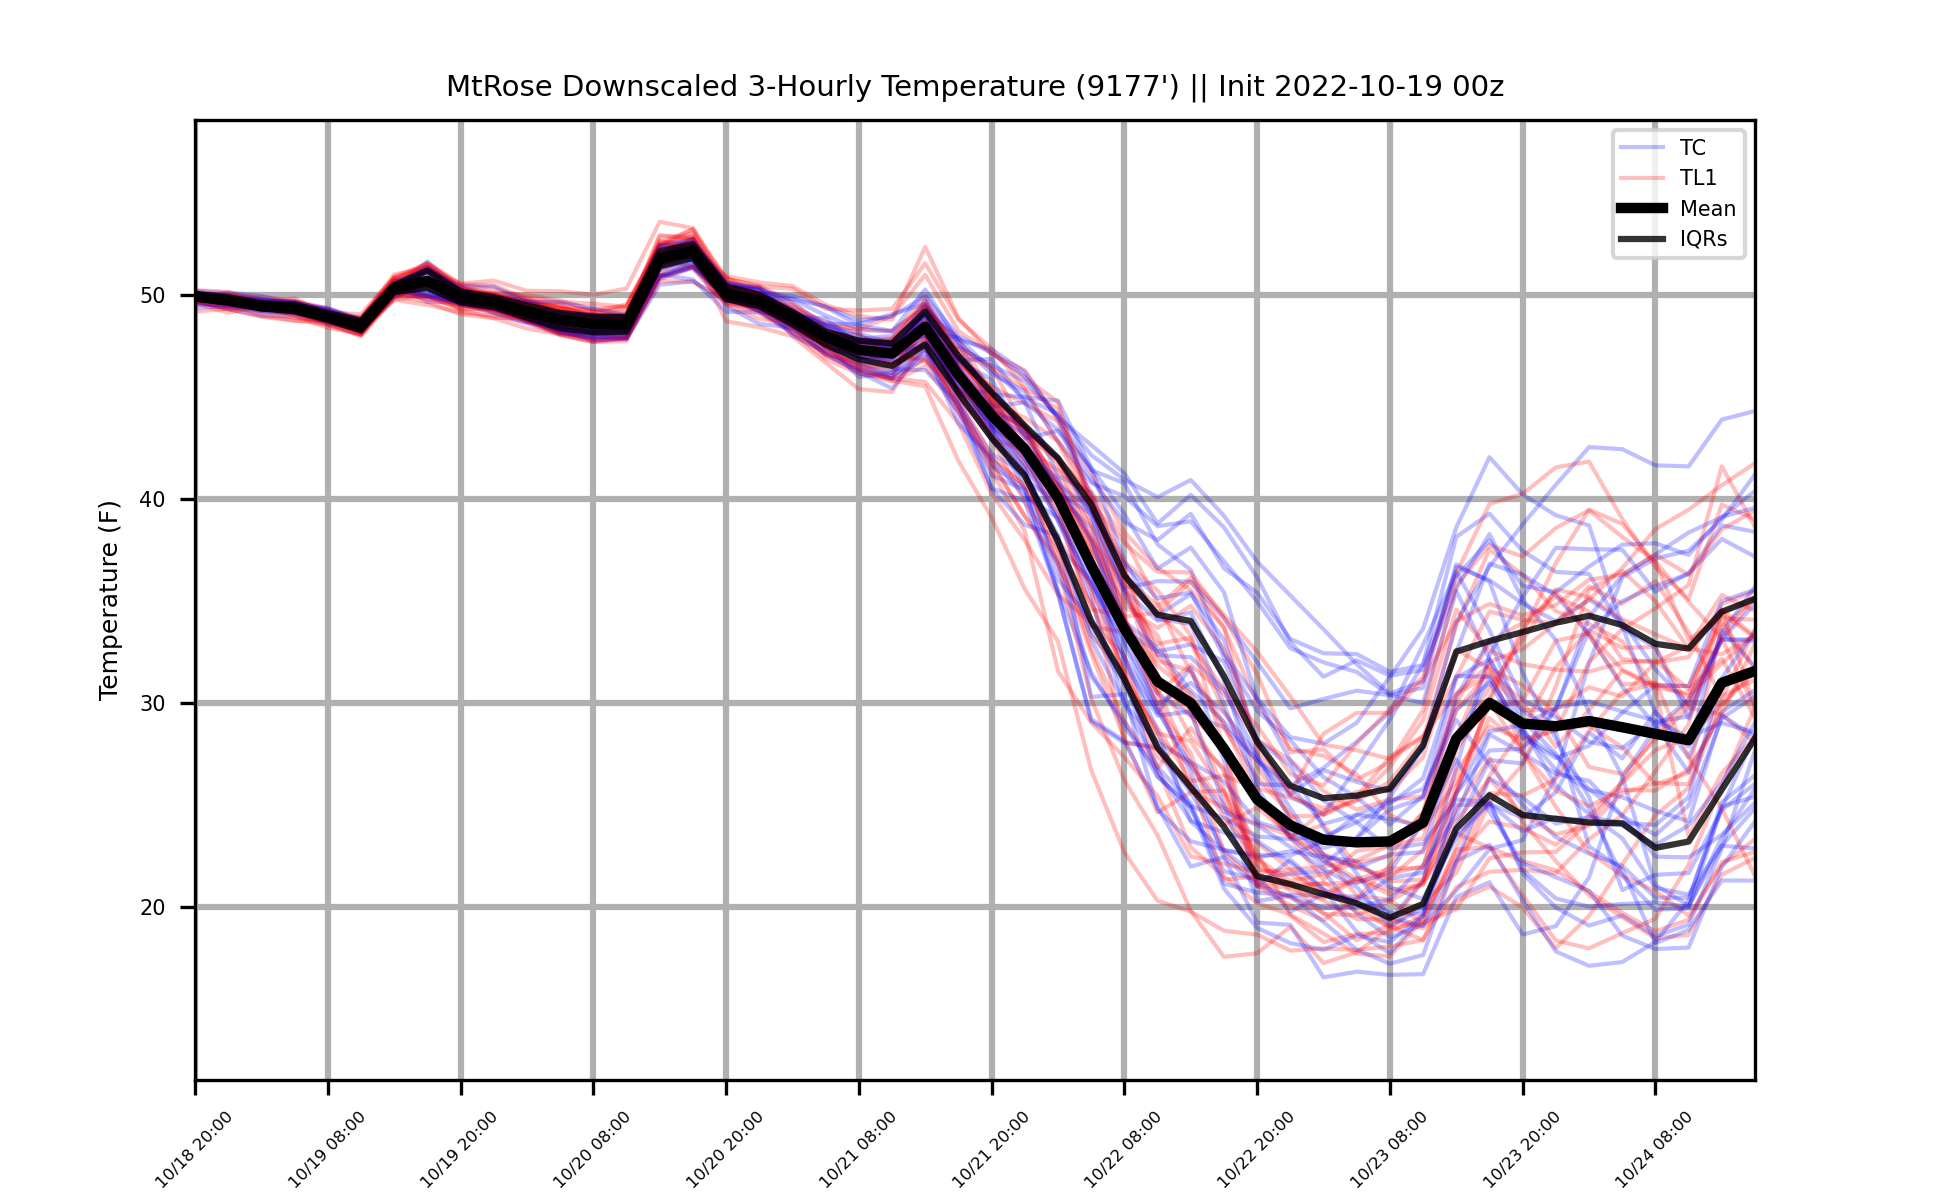 MtRose Downscaled 3-Hourly Temperature (9177') || Init 2022-10-19 00z
TC
TL1
Mean
IQRs
Temperature (F)
50
40
30
20
10/18 20:00
10/19 08:00
10/19 20:00
10/20 08:00
10/20 20:00
10/21 08:00
10/21 20:00
10/22 08:00
10/22 20:00
10/23 08:00
10/23 20:00
10/24 08:00